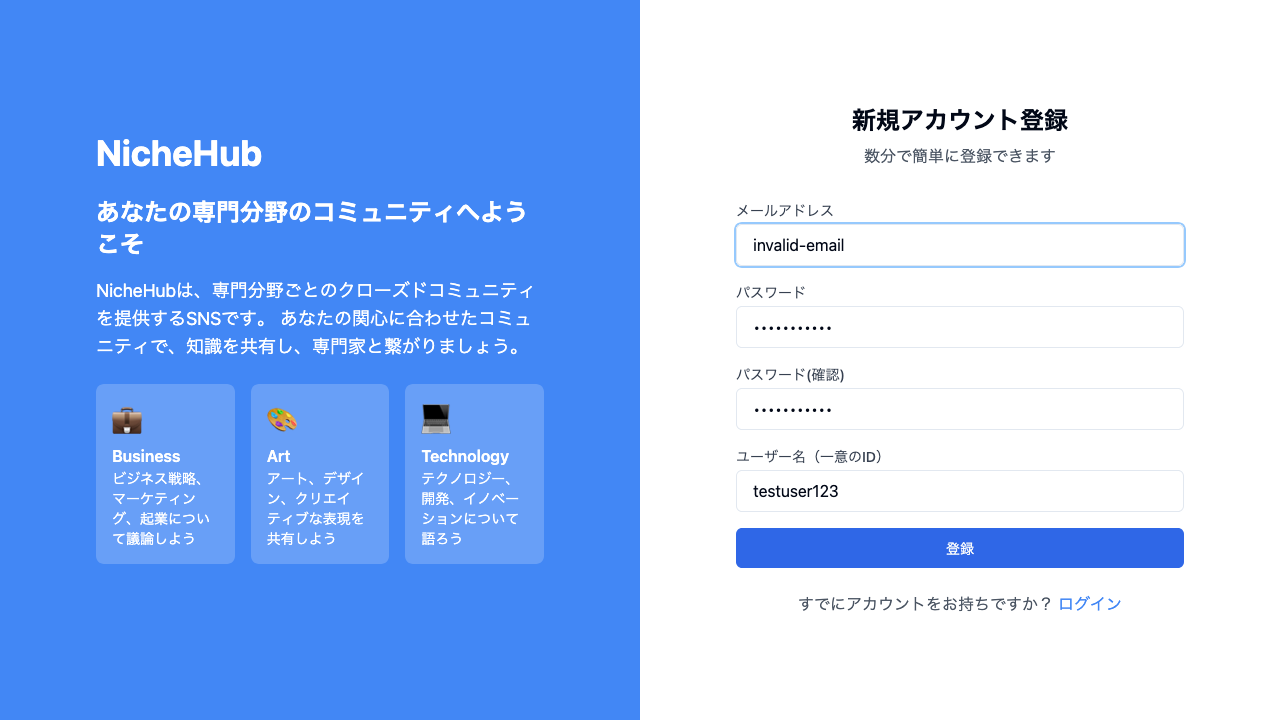 NicheHub
あなたの専門分野のコミュニティへよう
こそ
NicheHubは、専門分野ごとのクローズドコミュニティ
を提供するSNSです。 あなたの関心に合わせたコミュ
ニティで、知識を共有し、専門家と繋がりましょう。
Business
ビジネス戦略、
マーケティン
グ、起業につい
て議論しよう
Art
アート、デザイ
ン、クリエイ
ティブな表現を
共有しよう
Technology
テクノロジー、
開発、イノベー
ションについて
語ろう
新規アカウント登録
数分で簡単に登録できます
メールアドレス
invalid-email
パスワード
•••••••••••
パスワード(確認)
•••••••••••
ユーザー名（一意のID）
testuser123
登録
すでにアカウントをお持ちですか？ ログイン